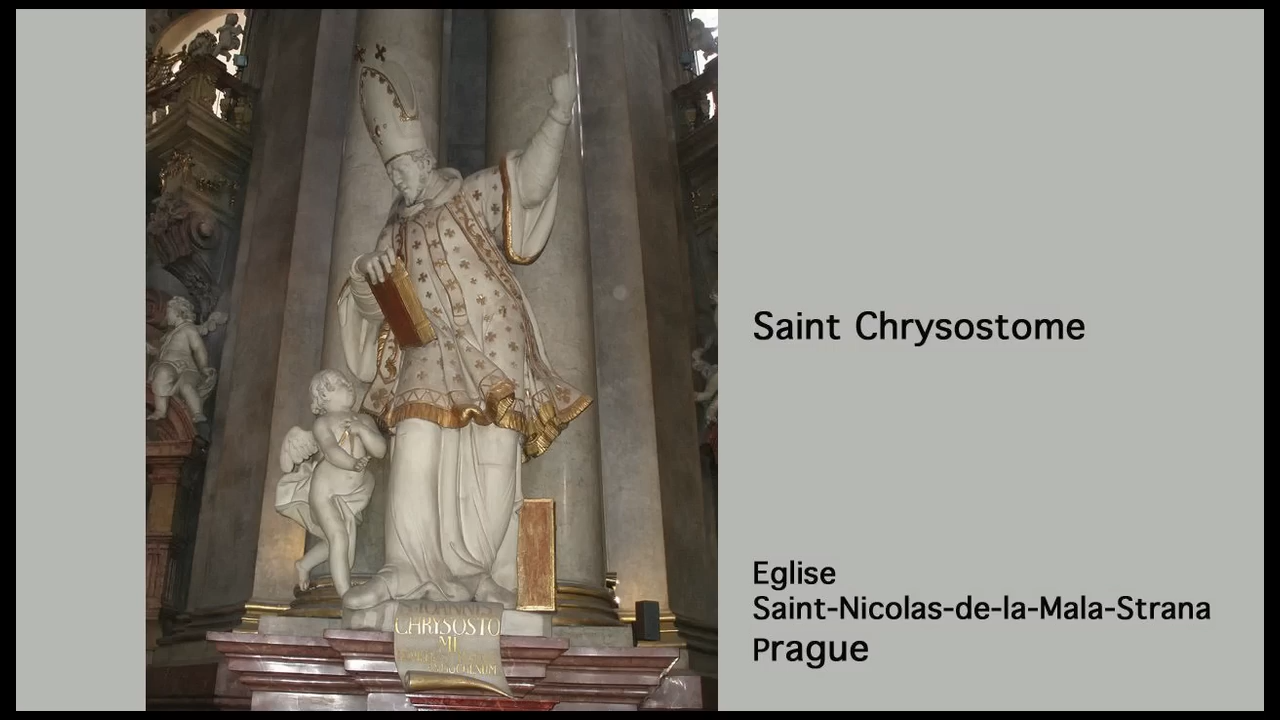 Saint Chrysostome
Eglise
Saint-Nicolas-de-la-Mala-Strana
Prague
CHRYSOSTO
MI